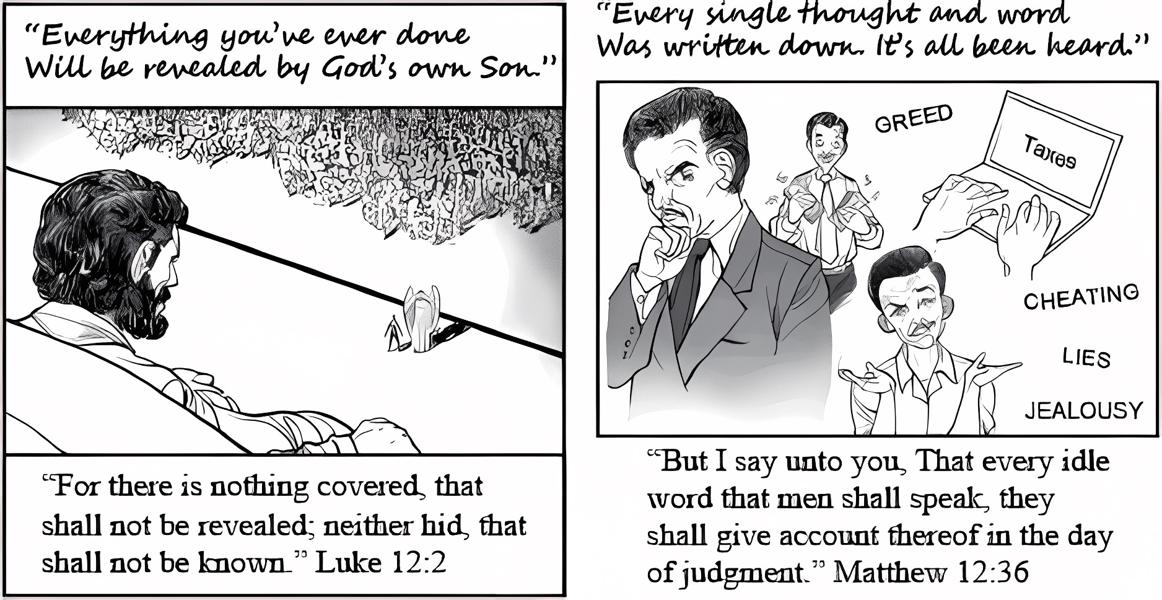 “Everything you've ever done
Will be revealed by God's own Son.”
“For there is nothing covered, that
shall not be revealed; neither hid, that
shall not be known.” Luke 12:2
“Every single thought and word
Was written down. It's all been heard.”
GREED
Taxes
CHEATING
LIES
JEALOUSY
“But I say unto you, That every idle
word that men shall speak, they
shall give account thereof in the day
of judgment.” Matthew 12:36